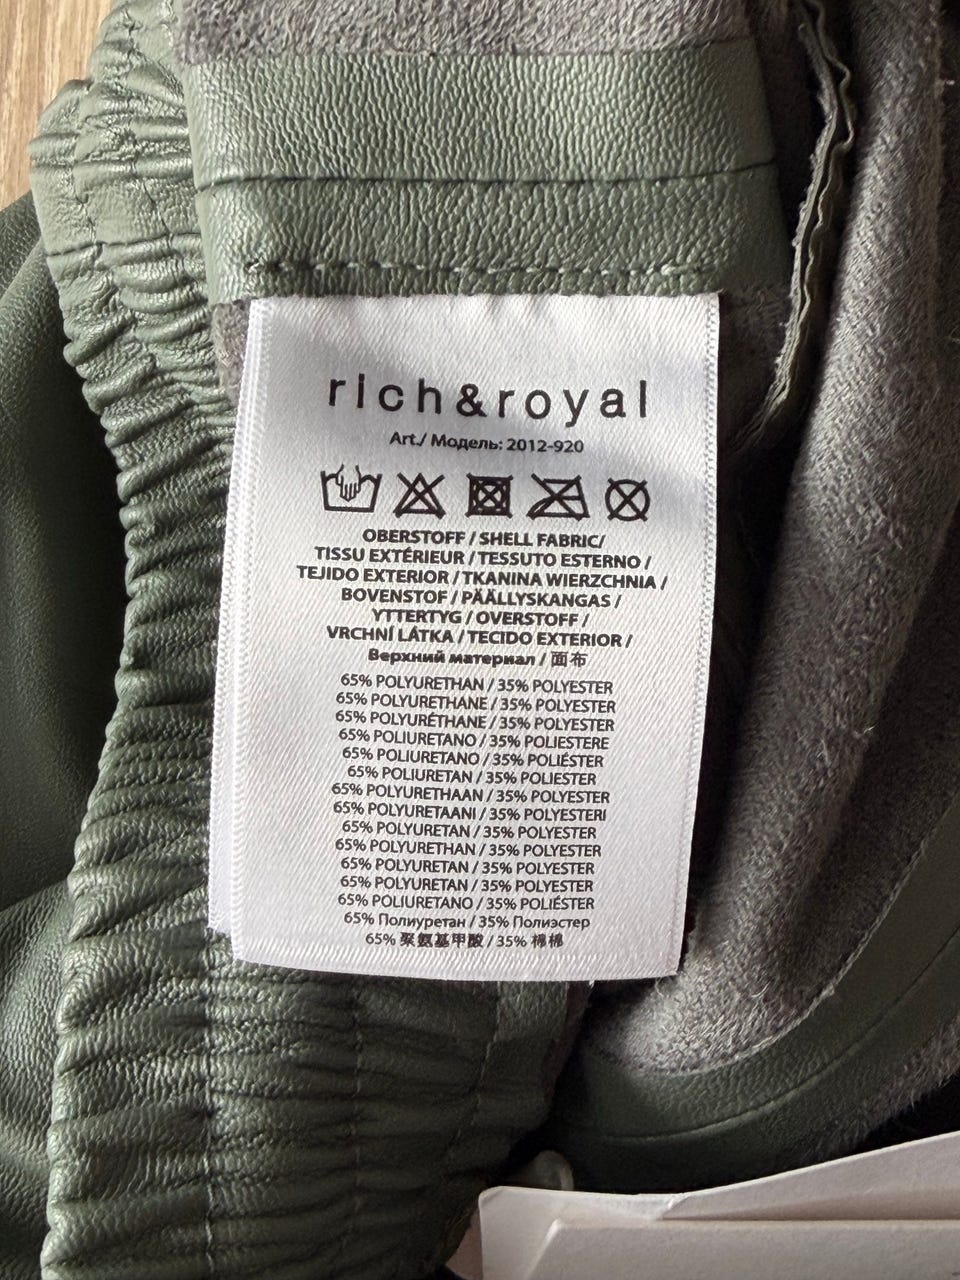 rich&royal
Art./ Модель: 2012-920
OBERSTOFF / SHELL FABRIC/
TISSU EXTÉRIEUR / TESSUTO ESTERNO /
TEJIDO EXTERIOR / TKANINA WIERZCHNIA /
BOVENSTOF / PÄÄLLYSKANGAS /
YTTERTYG / OVERSTOFF /
VRCHNÍ LÁTKA / TECIDO EXTERIOR /
Верхний материал / 面布
65% POLYURETHAN / 35% POLYESTER
65% POLYURETHANE / 35% POLYESTER
65% POLYURÉTHANE / 35% POLYESTER
65% POLIURETANO / 35% POLIESTERE
65% POLIURETANO / 35% POLIÉSTER
65% POLIURETAN / 35% POLIESTER
65% POLYURETHAAN / 35% POLYESTER
65% POLYURETAANI / 35% POLYESTERI
65% POLYURETAN / 35% POLYESTER
65% POLYURETHAN / 35% POLYESTER
65% POLYURETAN / 35% POLYESTER
65% POLYURETAN / 35% POLYESTER
65% POLIURETANO / 35% POLIÉSTER
65% Полиуретан / 35% Полиэстер
65% 聚氨基甲酸 / 35% 棉棉